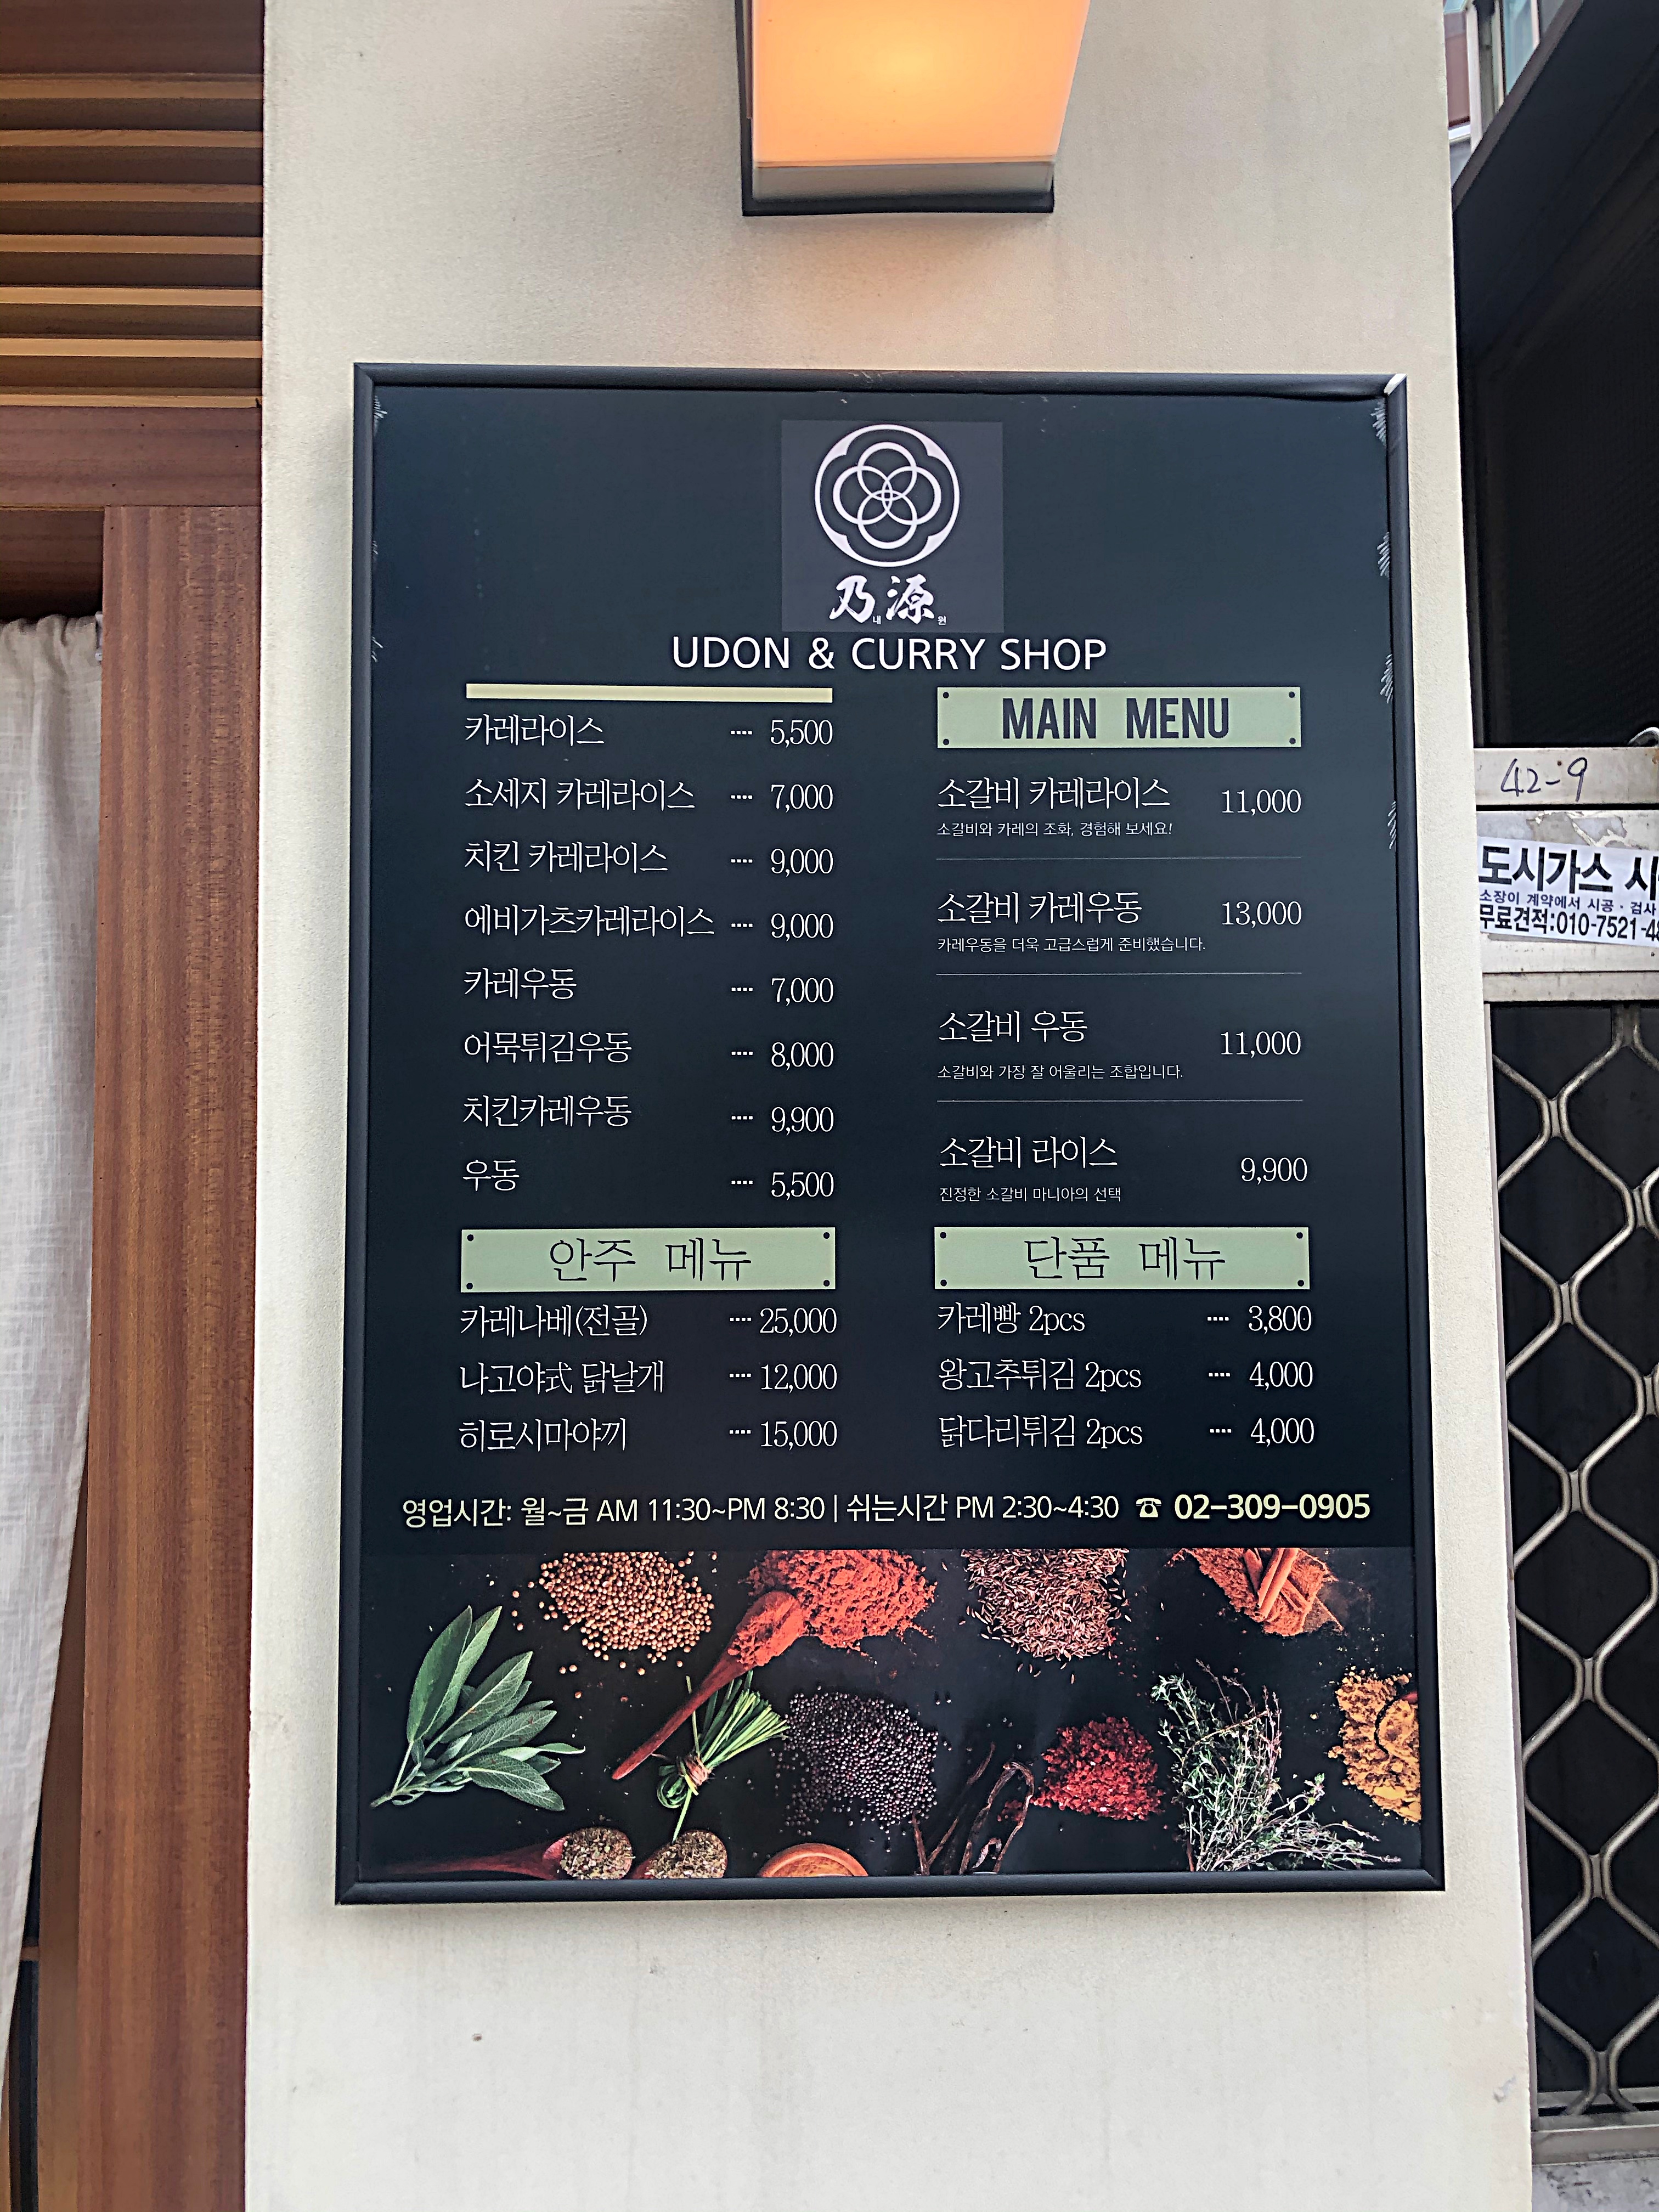 乃내源원
UDON & CURRY SHOP
카레라이스 ···· 5,500
소세지 카레라이스 ···· 7,000
치킨 카레라이스 ···· 9,000
에비가츠카레라이스 ···· 9,000
카레우동 ···· 7,000
어묵튀김우동 ···· 8,000
치킨카레우동 ···· 9,900
우동 ···· 5,500
MAIN MENU
소갈비 카레라이스 11,000
소갈비와 카레의 조화, 경험해 보세요!
소갈비 카레우동 13,000
카레우동을 더욱 고급스럽게 준비했습니다.
소갈비 우동 11,000
소갈비와 가장 잘 어울리는 조합입니다.
소갈비 라이스 9,900
진정한 소갈비 마니아의 선택
안주 메뉴
카레나베(전골) ···· 25,000
나고야式 닭날개 ···· 12,000
히로시마야끼 ···· 15,000
단품 메뉴
카레빵 2pcs ···· 3,800
왕고추튀김 2pcs ···· 4,000
닭다리튀김 2pcs ···· 4,000
영업시간: 월~금 AM 11:30~PM 8:30 | 쉬는시간 PM 2:30~4:30 ☎ 02-309-0905
42-9
도시가스 시
소장이 계약에서 시공 · 검사
무료견적:010-7521-4